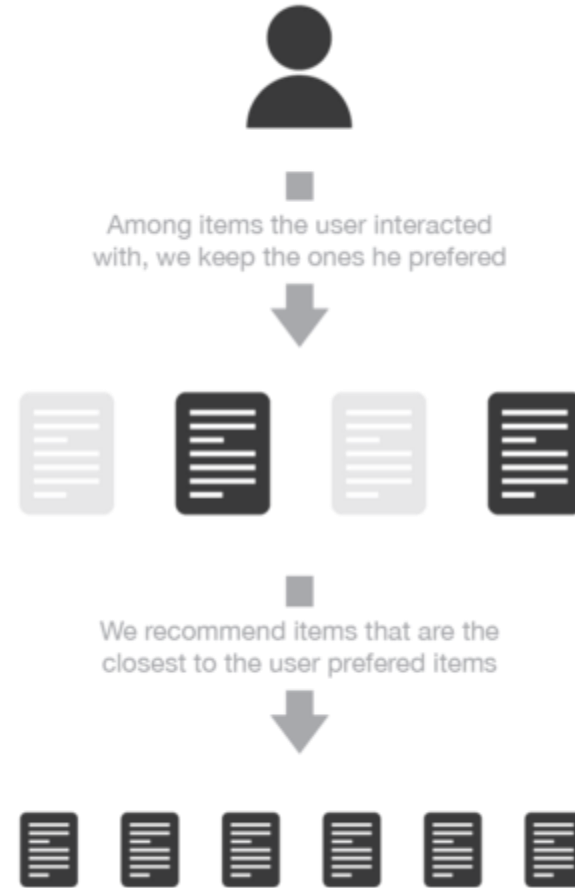 Among items the user interacted
with, we keep the ones he prefered
We recommend items that are the
closest to the user prefered items